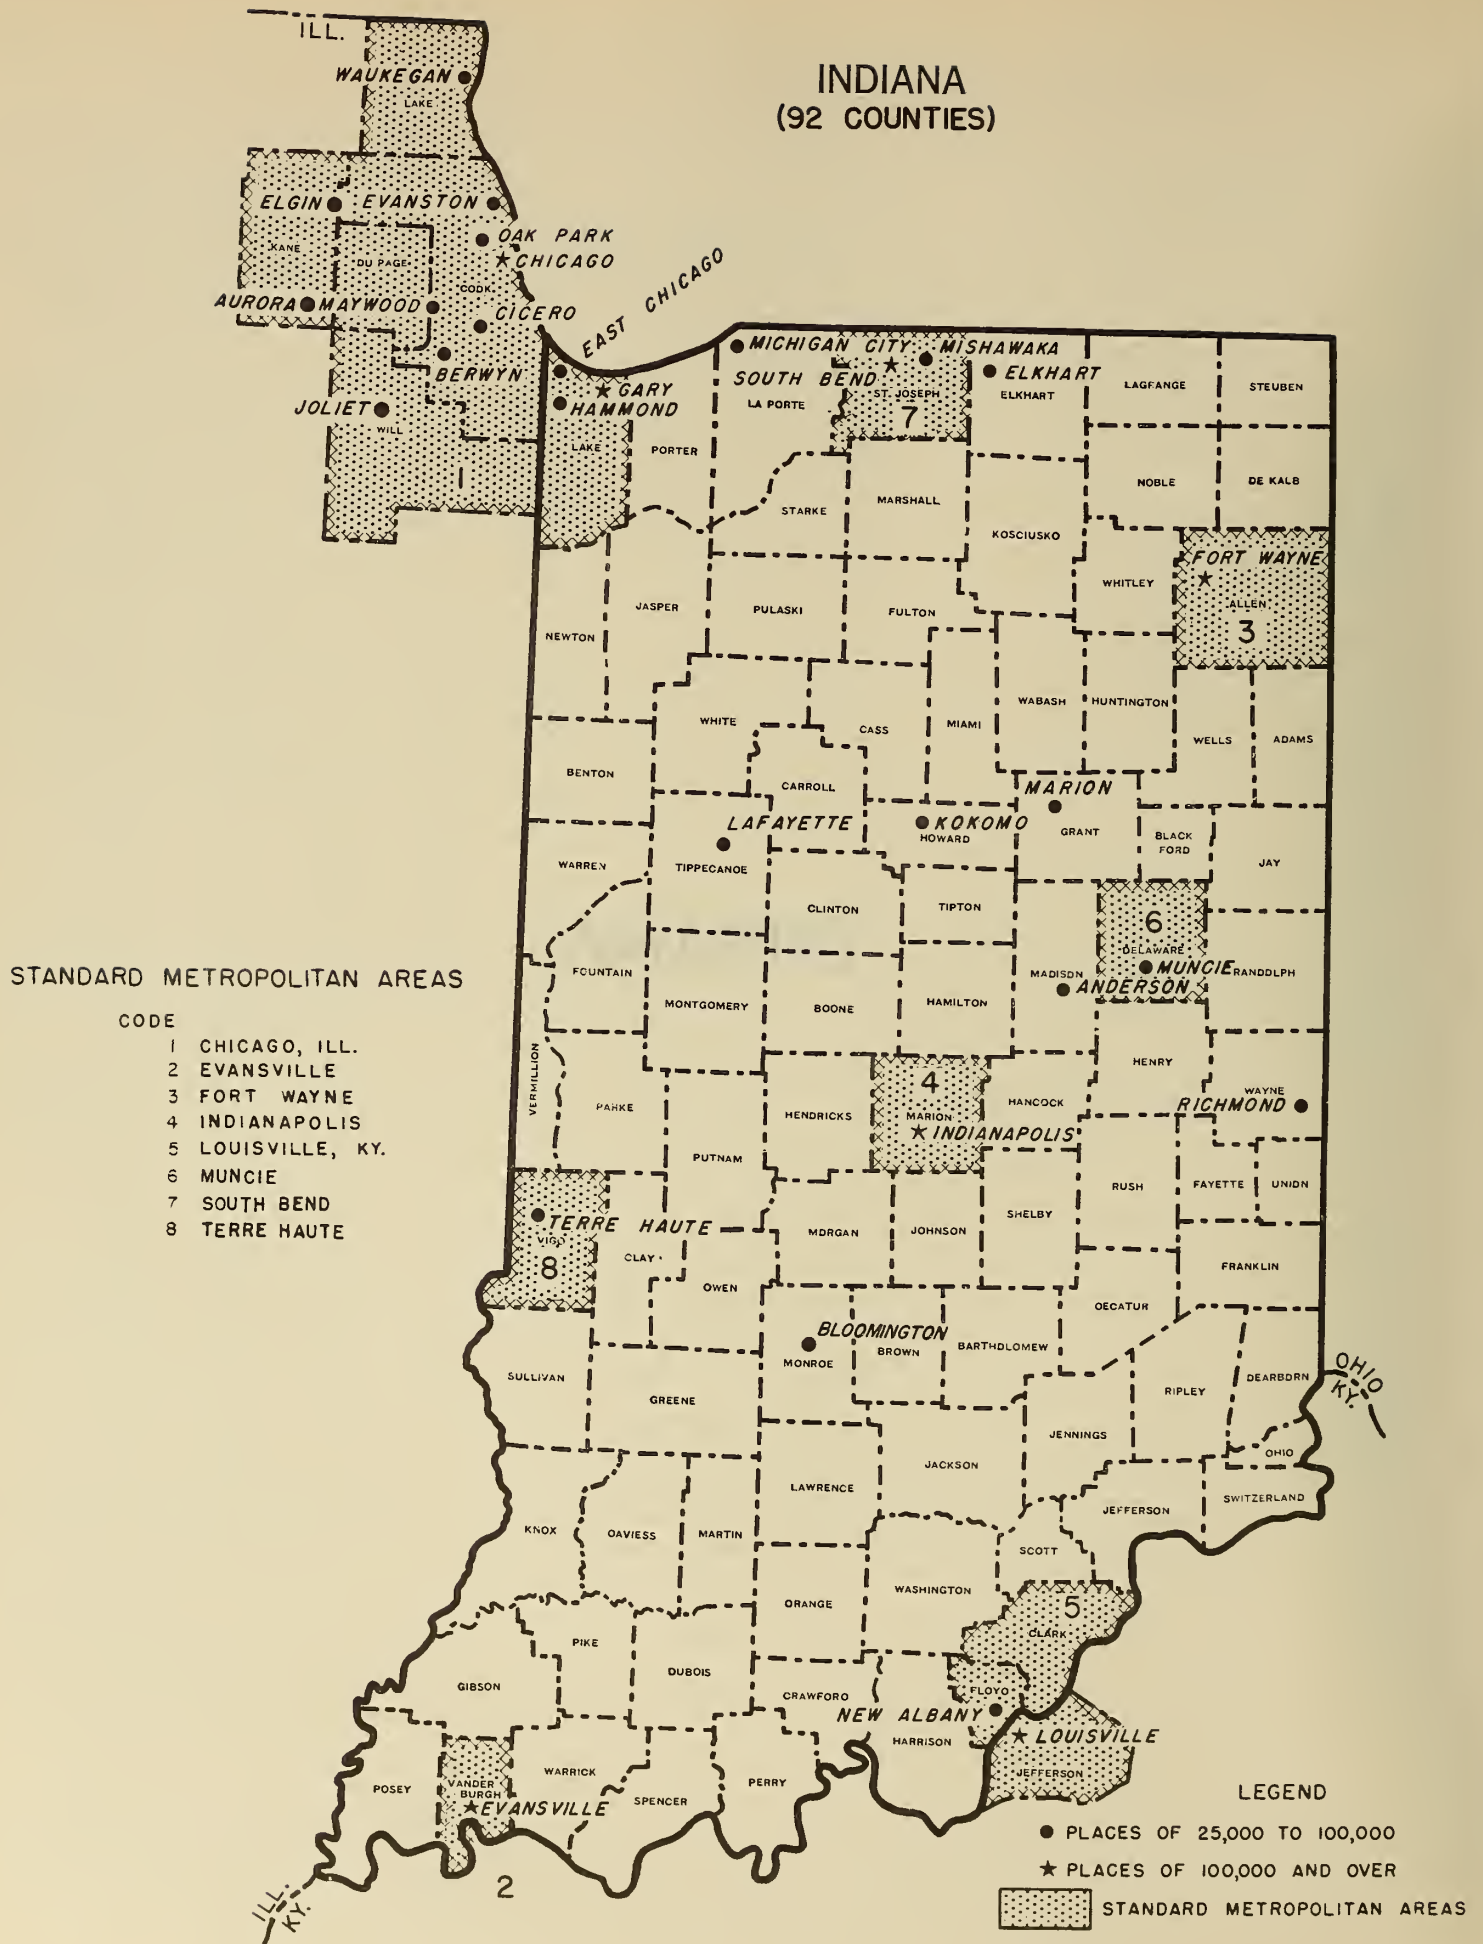 INDIANA
(92 COUNTIES)
ILL.
WAUKEGAN
LAKE
ELGIN
EVANSTON
OAK PARK
KANE
DU PAGE
CHICAGO
COOK
AURORA
MAYWOOD
CICERO
EAST CHICAGO
BERWYN
JOLIET
WILL
1
MICHIGAN CITY
MISHAWAKA
SOUTH BEND
ELKHART
GARY
HAMMOND
LA PORTE
ST. JOSEPH
7
ELKHART
LAGRANGE
STEUBEN
LAKE
PORTER
STARKE
MARSHALL
KOSCIUSKO
NOBLE
DE KALB
FORT WAYNE
WHITLEY
ALLEN
3
NEWTON
JASPER
PULASKI
FULTON
WHITE
CASS
MIAMI
WABASH
HUNTINGTON
WELLS
ADAMS
BENTON
CARROLL
MARION
LAFAYETTE
KOKOMO
HOWARD
GRANT
BLACK
FORD
JAY
WARREN
TIPPECANOE
CLINTON
TIPTON
6
DELAWARE
MUNCIE
RANDOLPH
FOUNTAIN
MADISON
ANDERSON
MONTGOMERY
BOONE
HAMILTON
STANDARD METROPOLITAN AREAS
CODE
1 CHICAGO, ILL.
2 EVANSVILLE
3 FORT WAYNE
4 INDIANAPOLIS
5 LOUISVILLE, KY.
6 MUNCIE
7 SOUTH BEND
8 TERRE HAUTE
VERMILLION
PARKE
HENDRICKS
4
MARION
INDIANAPOLIS
HANCOCK
HENRY
WAYNE
RICHMOND
PUTNAM
RUSH
FAYETTE
UNION
TERRE HAUTE
VIGO
8
CLAY
OWEN
MORGAN
JOHNSON
SHELBY
FRANKLIN
DECATUR
BLOOMINGTON
MONROE
BROWN
BARTHOLOMEW
SULLIVAN
GREENE
RIPLEY
DEARBORN
OHIO
KY.
JENNINGS
OHIO
LAWRENCE
JACKSON
JEFFERSON
SWITZERLAND
KNOX
DAVIESS
MARTIN
SCOTT
ORANGE
WASHINGTON
5
CLARK
PIKE
DUBOIS
GIBSON
CRAWFORD
FLOYD
NEW ALBANY
HARRISON
LOUISVILLE
JEFFERSON
POSEY
VANDER
BURGH
EVANSVILLE
WARRICK
SPENCER
PERRY
2
ILL.
KY.
LEGEND
PLACES OF 25,000 TO 100,000
PLACES OF 100,000 AND OVER
STANDARD METROPOLITAN AREAS